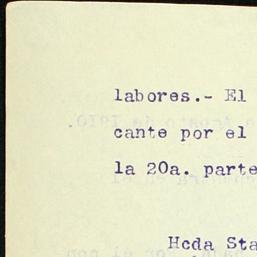 labores.- El
cante por el
la 20a. parte
Hcda Sta